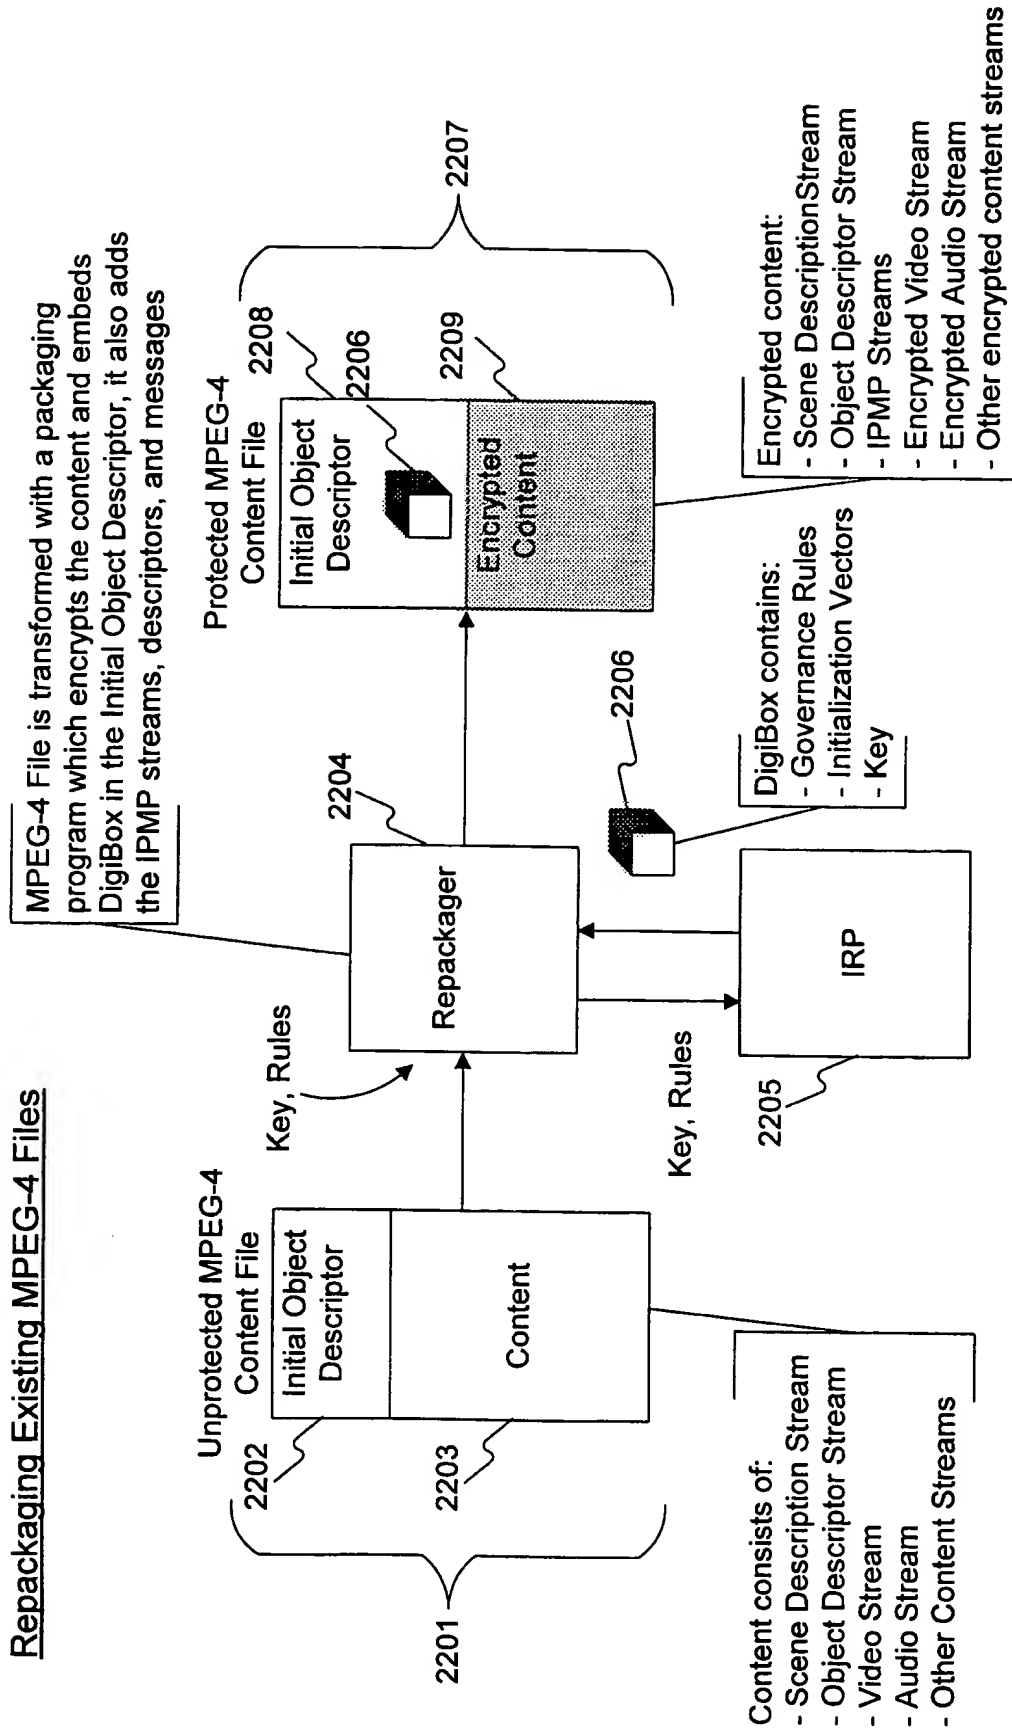 Repackaging Existing MPEG-4 Files
MPEG-4 File is transformed with a packaging
program which encrypts the content and embeds
DigiBox in the Initial Object Descriptor, it also adds
the IPMP streams, descriptors, and messages
Unprotected MPEG-4
Content File
2202
Initial Object
Descriptor
2203
Content
2201
Content consists of:
- Scene Description Stream
- Object Descriptor Stream
- Video Stream
- Audio Stream
- Other Content Streams
Key, Rules
Repackager
2204
Key, Rules
2205
IRP
2206
DigiBox contains:
- Governance Rules
- Initialization Vectors
- Key
Protected MPEG-4
Content File
Initial Object
Descriptor
2208
2206
2209
Encrypted
Content
2207
Encrypted content:
- Scene DescriptionStream
- Object Descriptor Stream
- IPMP Streams
- Encrypted Video Stream
- Encrypted Audio Stream
- Other encrypted content streams